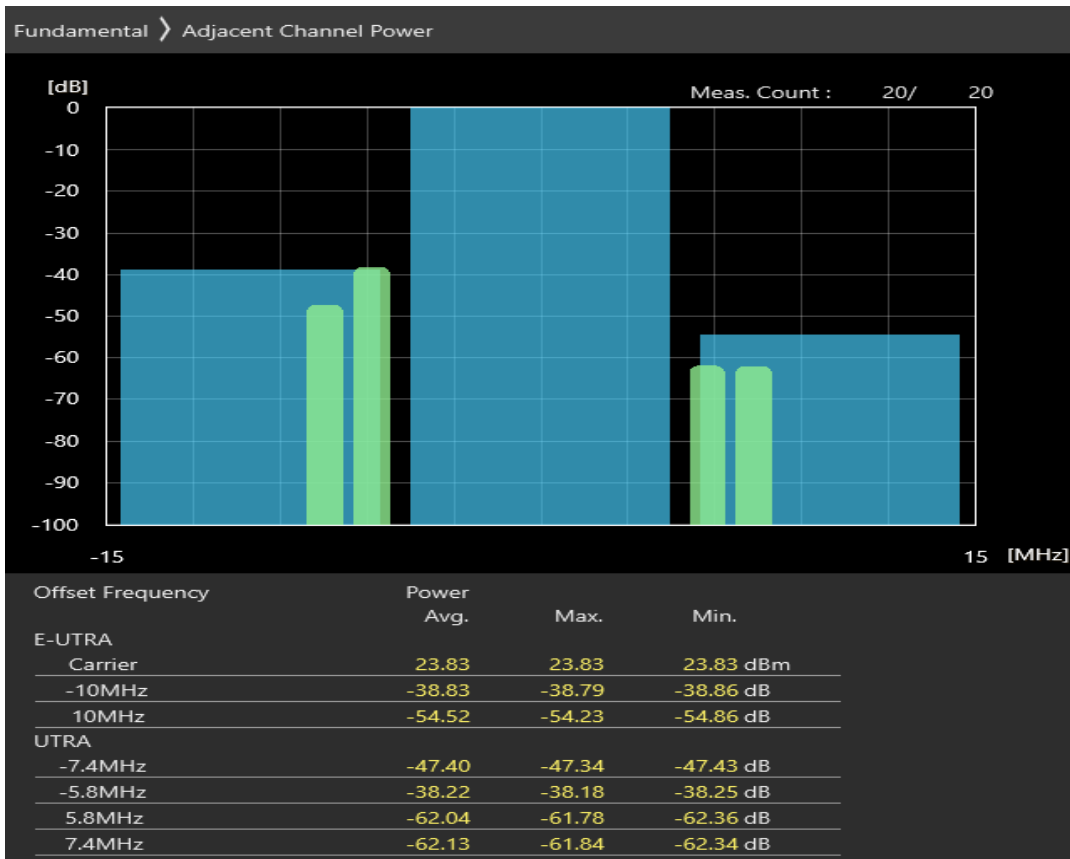 Fundamental 〉 Adjacent Channel Power
[dB]
Meas. Count : 20/ 20
0
-10
-20
-30
-40
-50
-60
-70
-80
-90
-100
-15 15 [MHz]
Offset Frequency Power
Avg. Max. Min.
E-UTRA
Carrier 23.83 23.83 23.83 dBm
-10MHz -38.83 -38.79 -38.86 dB
10MHz -54.52 -54.23 -54.86 dB
UTRA
-7.4MHz -47.40 -47.34 -47.43 dB
-5.8MHz -38.22 -38.18 -38.25 dB
5.8MHz -62.04 -61.78 -62.36 dB
7.4MHz -62.13 -61.84 -62.34 dB